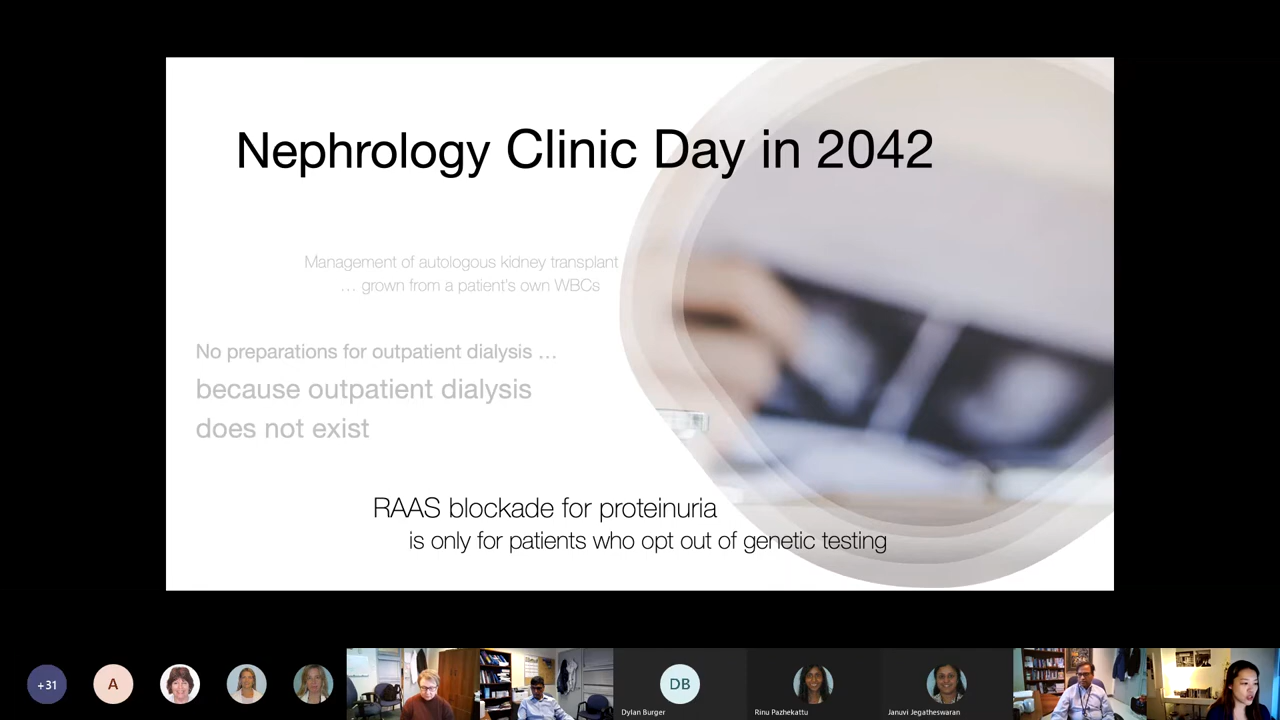 Nephrology Clinic Day in 2042
Management of autologous kidney transplant
… grown from a patient's own WBCs
No preparations for outpatient dialysis …
because outpatient dialysis
does not exist
RAAS blockade for proteinuria
is only for patients who opt out of genetic testing
+31
A
DB
Dylan Burger
Rinu Pazhekattu
Januvi Jegatheswaran